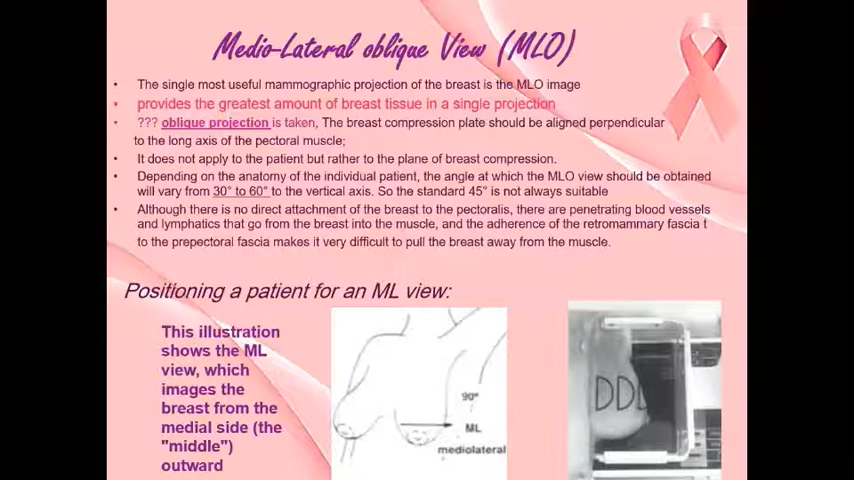 Medio-Lateral oblique View (MLO)
• The single most useful mammographic projection of the breast is the MLO image
• provides the greatest amount of breast tissue in a single projection
• ??? oblique projection is taken, The breast compression plate should be aligned perpendicular
to the long axis of the pectoral muscle;
• It does not apply to the patient but rather to the plane of breast compression.
• Depending on the anatomy of the individual patient, the angle at which the MLO view should be obtained
will vary from 30° to 60° to the vertical axis. So the standard 45° is not always suitable
• Although there is no direct attachment of the breast to the pectoralis, there are penetrating blood vessels
and lymphatics that go from the breast into the muscle, and the adherence of the retromammary fascia t
to the prepectoral fascia makes it very difficult to pull the breast away from the muscle.
Positioning a patient for an ML view:
This illustration
shows the ML
view, which
images the
breast from the
medial side (the
"middle")
outward
90°
ML
mediolateral
DDD